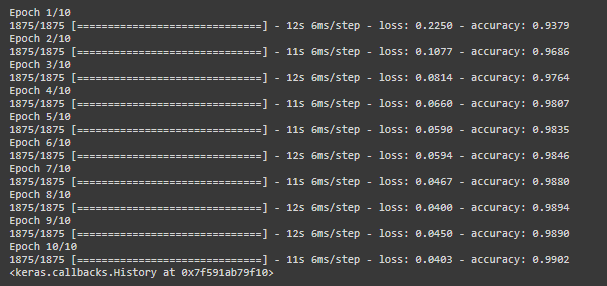 Epoch 1/10
1875/1875 [==============================] - 12s 6ms/step - loss: 0.2250 - accuracy: 0.9379
Epoch 2/10
1875/1875 [==============================] - 11s 6ms/step - loss: 0.1077 - accuracy: 0.9686
Epoch 3/10
1875/1875 [==============================] - 12s 6ms/step - loss: 0.0814 - accuracy: 0.9764
Epoch 4/10
1875/1875 [==============================] - 11s 6ms/step - loss: 0.0660 - accuracy: 0.9807
Epoch 5/10
1875/1875 [==============================] - 11s 6ms/step - loss: 0.0590 - accuracy: 0.9835
Epoch 6/10
1875/1875 [==============================] - 12s 6ms/step - loss: 0.0594 - accuracy: 0.9846
Epoch 7/10
1875/1875 [==============================] - 11s 6ms/step - loss: 0.0467 - accuracy: 0.9880
Epoch 8/10
1875/1875 [==============================] - 12s 6ms/step - loss: 0.0400 - accuracy: 0.9894
Epoch 9/10
1875/1875 [==============================] - 12s 6ms/step - loss: 0.0450 - accuracy: 0.9890
Epoch 10/10
1875/1875 [==============================] - 11s 6ms/step - loss: 0.0403 - accuracy: 0.9902
<keras.callbacks.History at 0x7f591ab79f10>